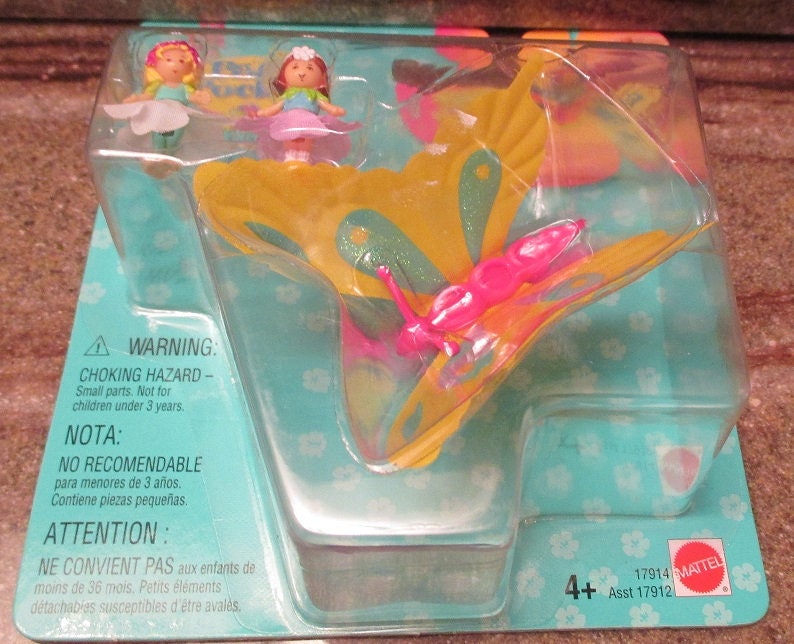 ⚠ WARNING:
CHOKING HAZARD –
Small parts. Not for
children under 3 years.
NOTA:
NO RECOMENDABLE
para menores de 3 años.
Contiene piezas pequeñas.
ATTENTION :
NE CONVIENT PAS aux enfants de
moins de 36 mois. Petits éléments
détachables susceptibles d'être avalés.
4+
17914
Asst 17912
MATTEL
®